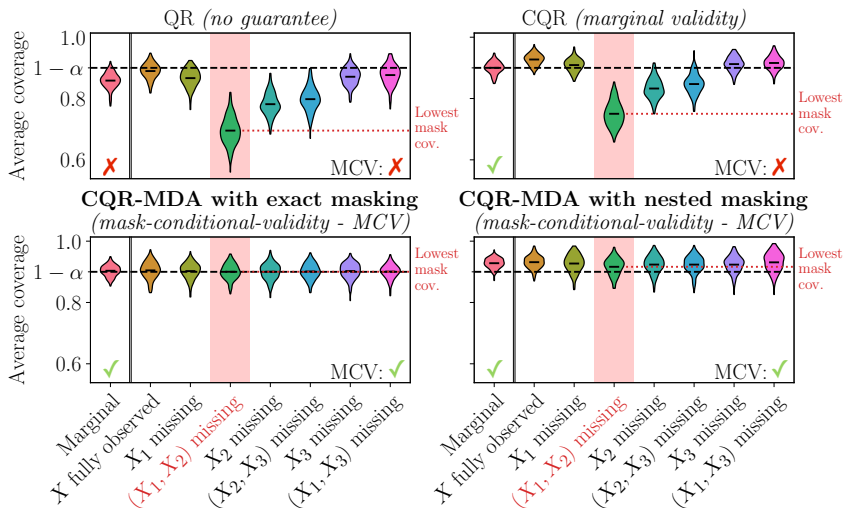 QR (no guarantee)
CQR (marginal validity)
Average coverage
1.0
1 − α
0.8
0.6
Lowest
mask
cov.
✗
MCV: ✗
Lowest
mask
cov.
✓
MCV: ✗
CQR-MDA with exact masking
(mask-conditional-validity - MCV)
CQR-MDA with nested masking
(mask-conditional-validity - MCV)
Average coverage
1.0
1 − α
0.8
0.6
Lowest
mask
cov.
✓
MCV: ✓
Lowest
mask
cov.
✓
MCV: ✓
Marginal
X fully observed
X₁ missing
(X₁, X₂) missing
X₂ missing
(X₂, X₃) missing
X₃ missing
(X₁, X₃) missing
Marginal
X fully observed
X₁ missing
(X₁, X₂) missing
X₂ missing
(X₂, X₃) missing
X₃ missing
(X₁, X₃) missing